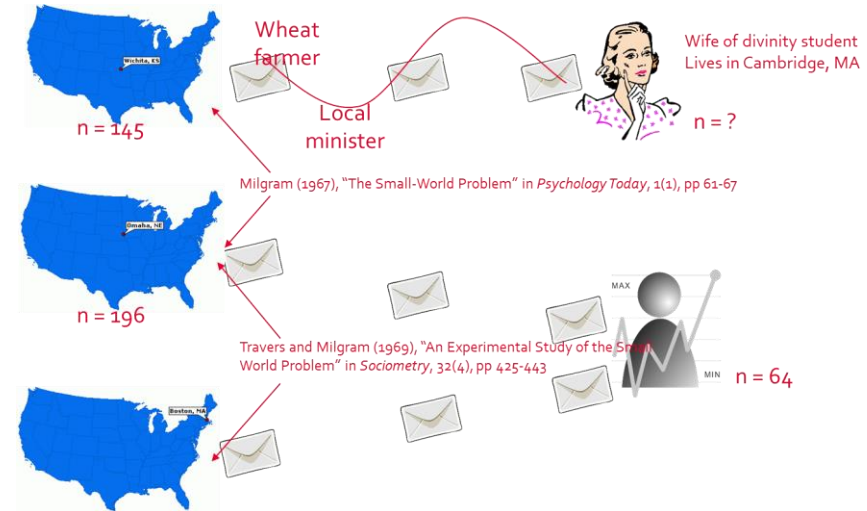 Wheat
farmer
Wichita, KS
Wife of divinity student
Lives in Cambridge, MA
Local
minister
n = 145
n = ?
Milgram (1967), "The Small-World Problem" in Psychology Today, 1(1), pp 61-67
Omaha, NE
MAX
n = 196
Travers and Milgram (1969), "An Experimental Study of the Small
World Problem" in Sociometry, 32(4), pp 425-443
MIN
n = 64
Boston, MA